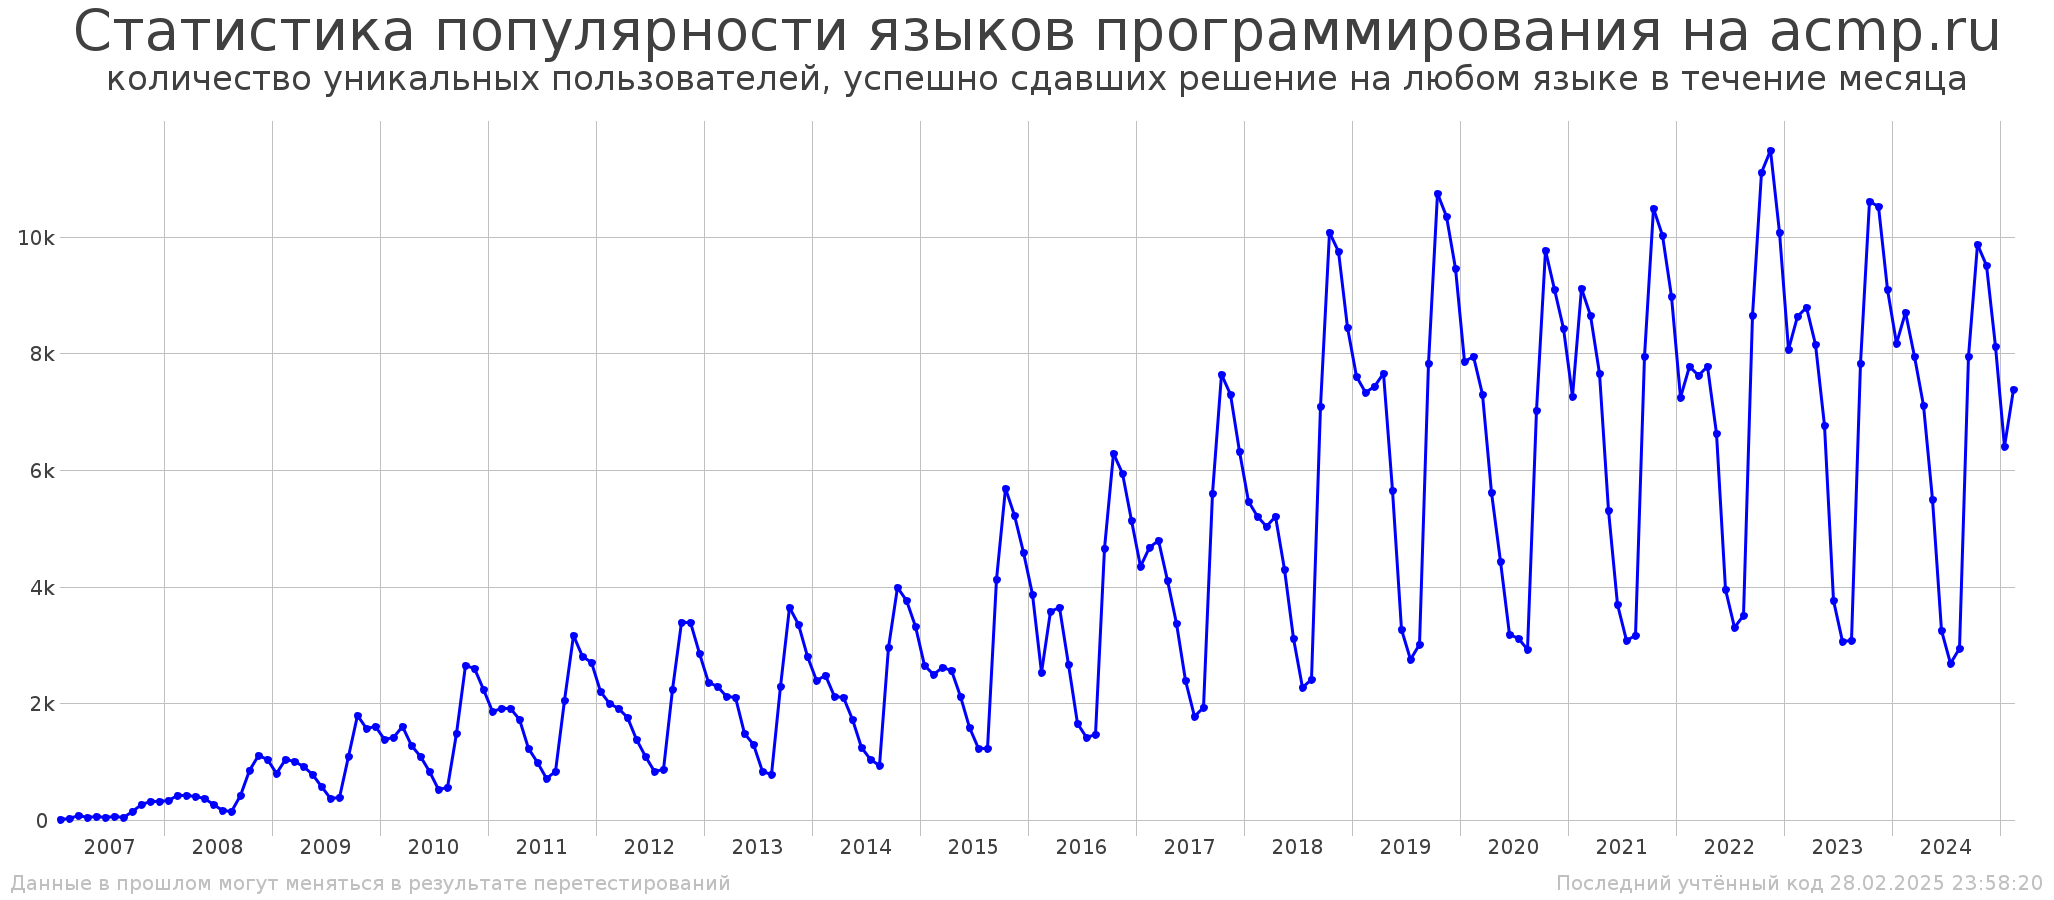 Статистика популярности языков программирования на acmp.ru
количество уникальных пользователей, успешно сдавших решение на любом языке в течение месяца
10k
8k
6k
4k
2k
0
2007 2008 2009 2010 2011 2012 2013 2014 2015 2016 2017 2018 2019 2020 2021 2022 2023 2024
Данные в прошлом могут меняться в результате перетестирований
Последний учтённый код 28.02.2025 23:58:20